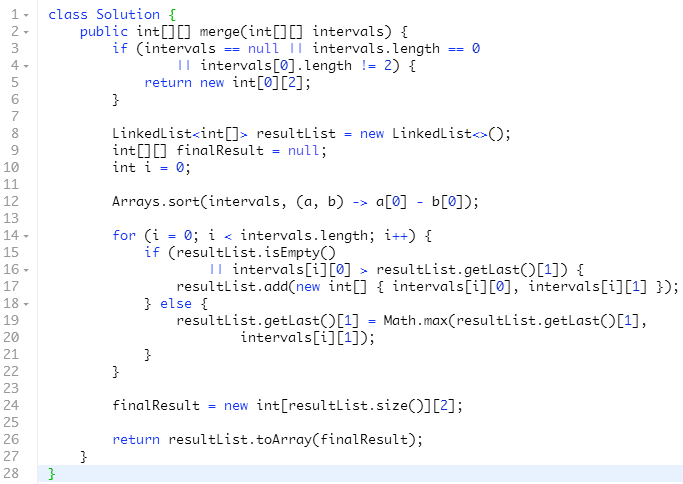 1 class Solution {
2     public int[][] merge(int[][] intervals) {
3         if (intervals == null || intervals.length == 0
4                 || intervals[0].length != 2) {
5             return new int[0][2];
6         }
7
8         LinkedList<int[]> resultList = new LinkedList<>();
9         int[][] finalResult = null;
10         int i = 0;
11
12         Arrays.sort(intervals, (a, b) -> a[0] - b[0]);
13
14         for (i = 0; i < intervals.length; i++) {
15             if (resultList.isEmpty()
16                     || intervals[i][0] > resultList.getLast()[1]) {
17                 resultList.add(new int[] { intervals[i][0], intervals[i][1] });
18             } else {
19                 resultList.getLast()[1] = Math.max(resultList.getLast()[1],
20                         intervals[i][1]);
21             }
22         }
23
24         finalResult = new int[resultList.size()][2];
25
26         return resultList.toArray(finalResult);
27     }
28 }